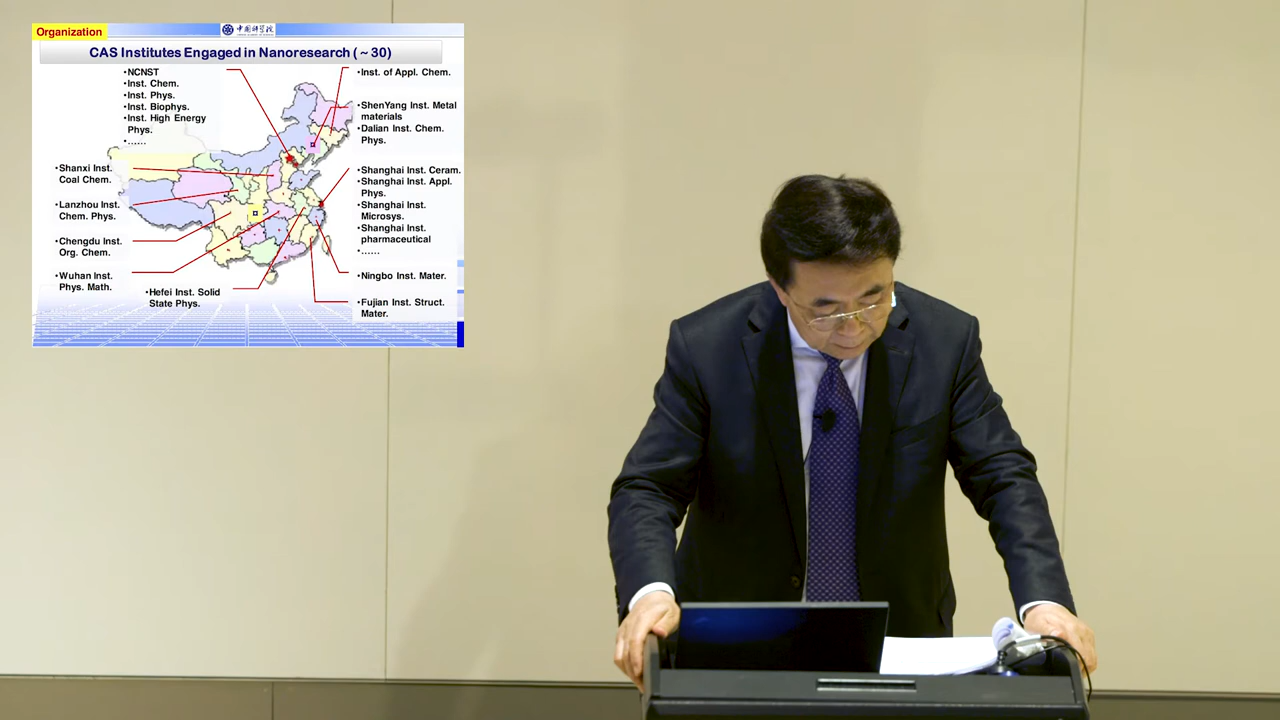 Organization
中国科学院
CAS Institutes Engaged in Nanoresearch ( ~ 30)
•NCNST
•Inst. Chem.
•Inst. Phys.
•Inst. Biophys.
•Inst. High Energy
Phys.
•......
•Inst. of Appl. Chem.
•ShenYang Inst. Metal
materials
•Dalian Inst. Chem.
Phys.
•Shanxi Inst.
Coal Chem.
•Lanzhou Inst.
Chem. Phys.
•Chengdu Inst.
Org. Chem.
•Wuhan Inst.
Phys. Math.
•Hefei Inst. Solid
State Phys.
•Shanghai Inst. Ceram.
•Shanghai Inst. Appl.
Phys.
•Shanghai Inst.
Microsys.
•Shanghai Inst.
pharmaceutical
•......
•Ningbo Inst. Mater.
•Fujian Inst. Struct.
Mater.